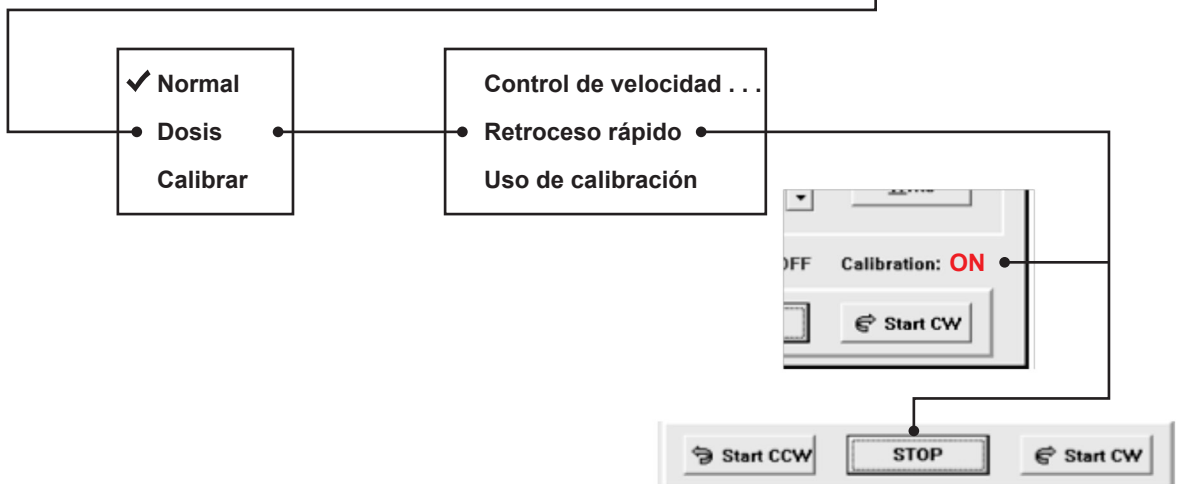 ✓ Normal
Dosis
Calibrar
Control de velocidad . . .
Retroceso rápido
Uso de calibración
Calibration: ON
Start CW
Start CCW
STOP
Start CW